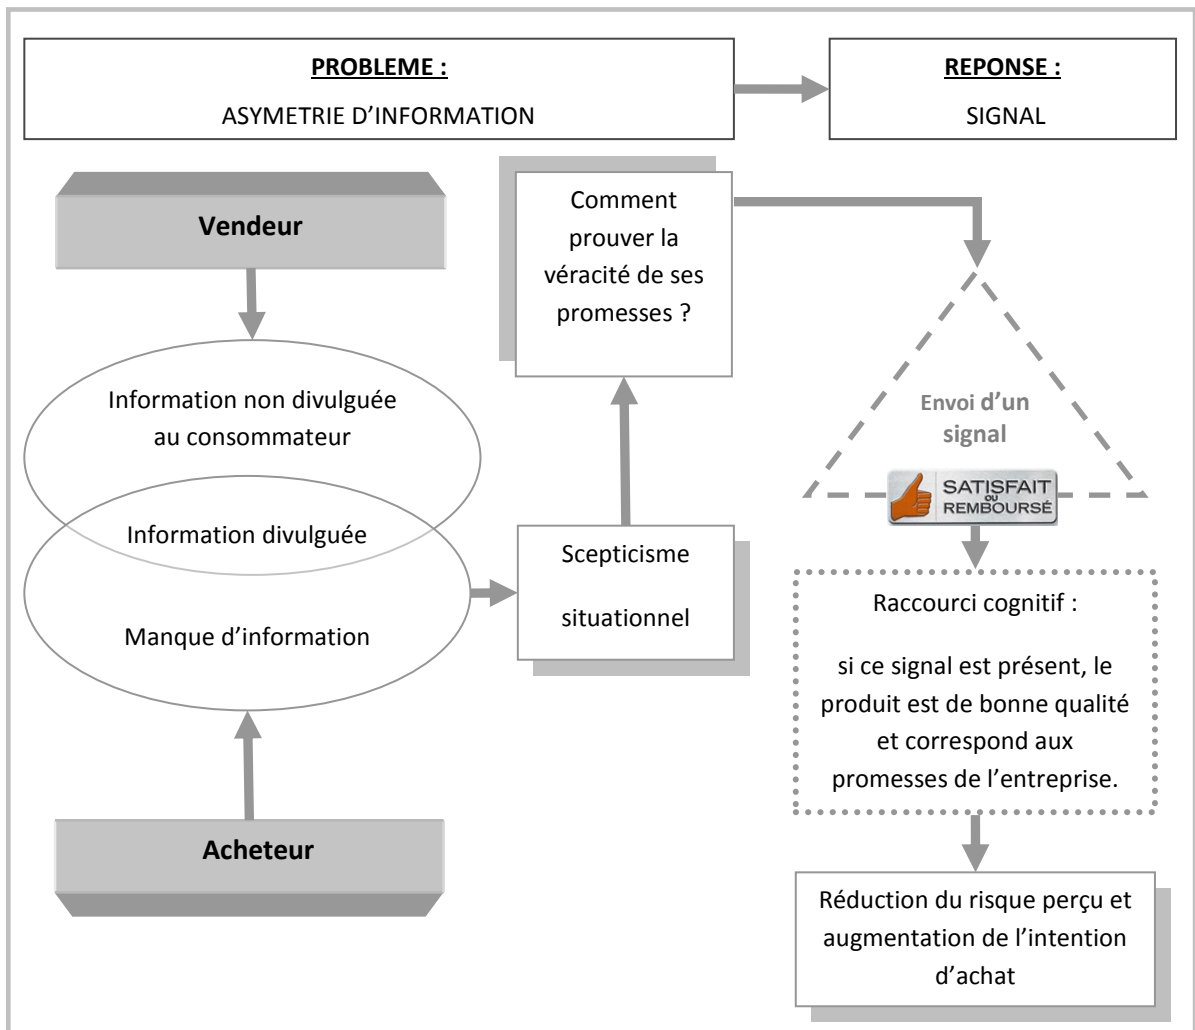 PROBLEME :
ASYMETRIE D’INFORMATION
REPONSE :
SIGNAL
Vendeur
Information non divulguée
au consommateur
Information divulguée
Manque d’information
Acheteur
Scepticisme
situationnel
Comment
prouver la
véracité de ses
promesses ?
Envoi d’un
signal
SATISFAIT
OU
REMBOURSÉ
Raccourci cognitif :
si ce signal est présent, le
produit est de bonne qualité
et correspond aux
promesses de l’entreprise.
Réduction du risque perçu et
augmentation de l’intention
d’achat